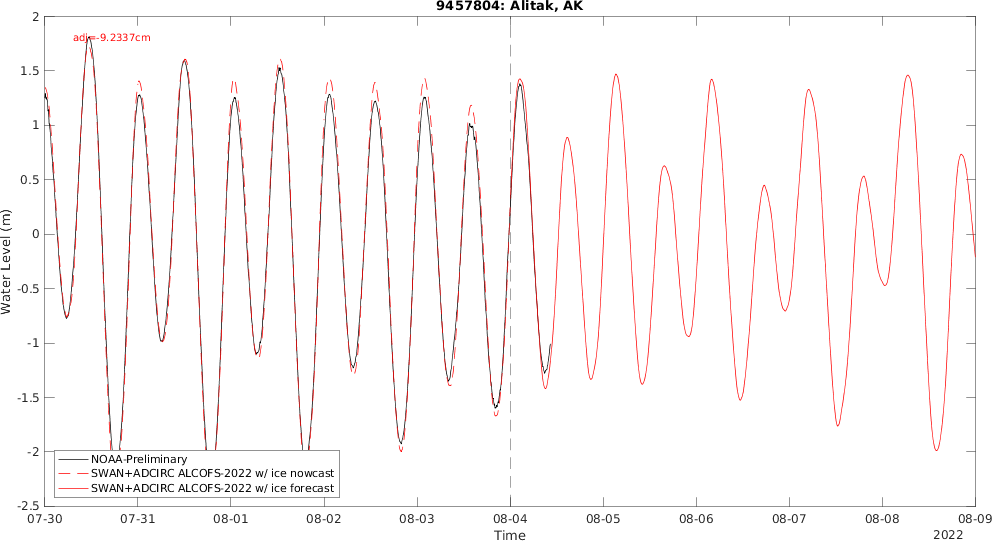 9457804: Alitak, AK
adj=-9.2337cm
2
1.5
1
0.5
0
-0.5
-1
-1.5
-2
-2.5
Water Level (m)
NOAA-Preliminary
SWAN+ADCIRC ALCOFS-2022 w/ ice nowcast
SWAN+ADCIRC ALCOFS-2022 w/ ice forecast
07-30 07-31 08-01 08-02 08-03 08-04 08-05 08-06 08-07 08-08 08-09
Time
2022